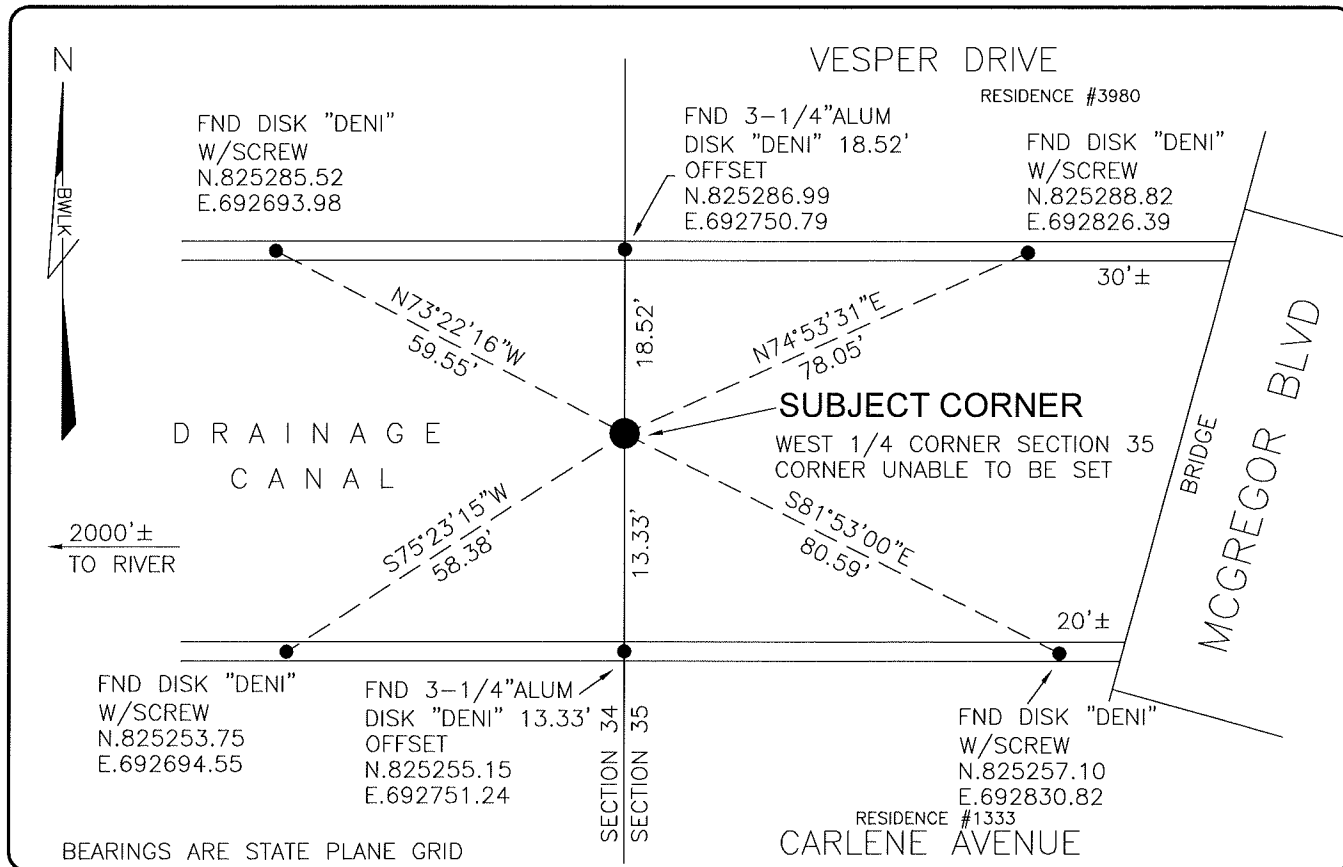 N
BWLK
VESPER DRIVE
RESIDENCE #3980
FND DISK "DENI"
W/SCREW
N.825285.52
E.692693.98
FND 3-1/4"ALUM
DISK "DENI" 18.52'
OFFSET
N.825286.99
E.692750.79
FND DISK "DENI"
W/SCREW
N.825288.82
E.692826.39
30'±
N73°22'16"W
59.55'
18.52'
N74°53'31"E
78.05'
SUBJECT CORNER
WEST 1/4 CORNER SECTION 35
CORNER UNABLE TO BE SET
DRAINAGE
CANAL
BRIDGE
MCGREGOR BLVD
2000'±
TO RIVER
S75°23'15"W
58.38'
13.33'
S81°53'00"E
80.59'
20'±
FND DISK "DENI"
W/SCREW
N.825253.75
E.692694.55
FND 3-1/4"ALUM
DISK "DENI" 13.33'
OFFSET
N.825255.15
E.692751.24
SECTION 34
SECTION 35
FND DISK "DENI"
W/SCREW
N.825257.10
E.692830.82
RESIDENCE #1333
CARLENE AVENUE
BEARINGS ARE STATE PLANE GRID